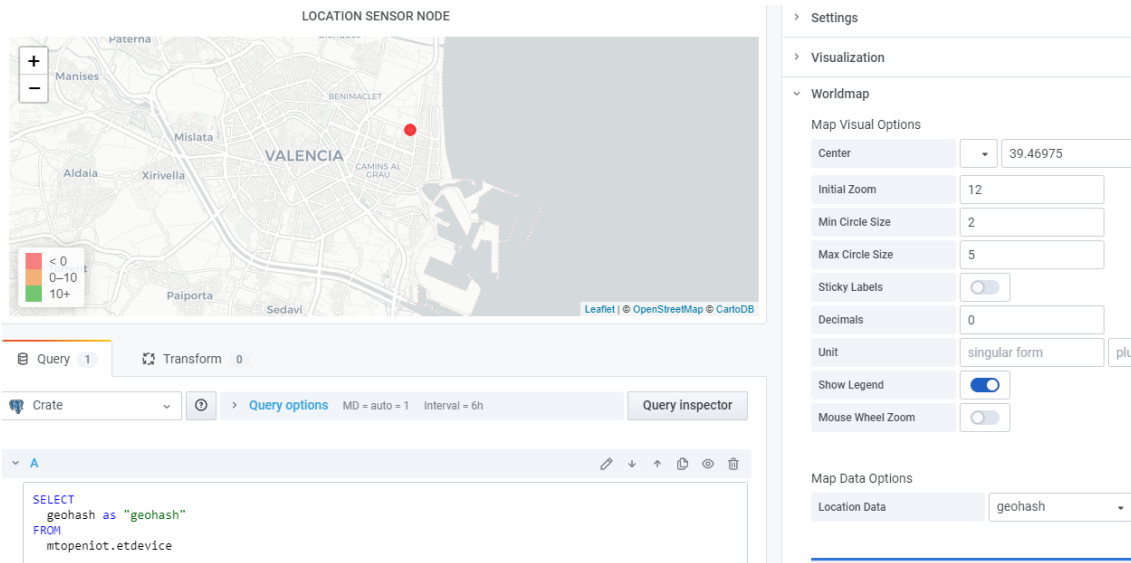 LOCATION SENSOR NODE
+
−
Paterna
Manises
BENIMACLET
Mislata
VALENCIA
CAMINS AL
GRAU
Aldaia
Xirivella
< 0
0–10
10+
Paiporta
Sedaví
Leaflet | © OpenStreetMap © CartoDB
Query 1
Transform 0
Crate
Query options MD = auto = 1 Interval = 6h
Query inspector
A
SELECT
geohash as "geohash"
FROM
mtopeniot.etdevice
Settings
Visualization
Worldmap
Map Visual Options
Center 39.46975
Initial Zoom 12
Min Circle Size 2
Max Circle Size 5
Sticky Labels
Decimals 0
Unit singular form plu
Show Legend
Mouse Wheel Zoom
Map Data Options
Location Data geohash